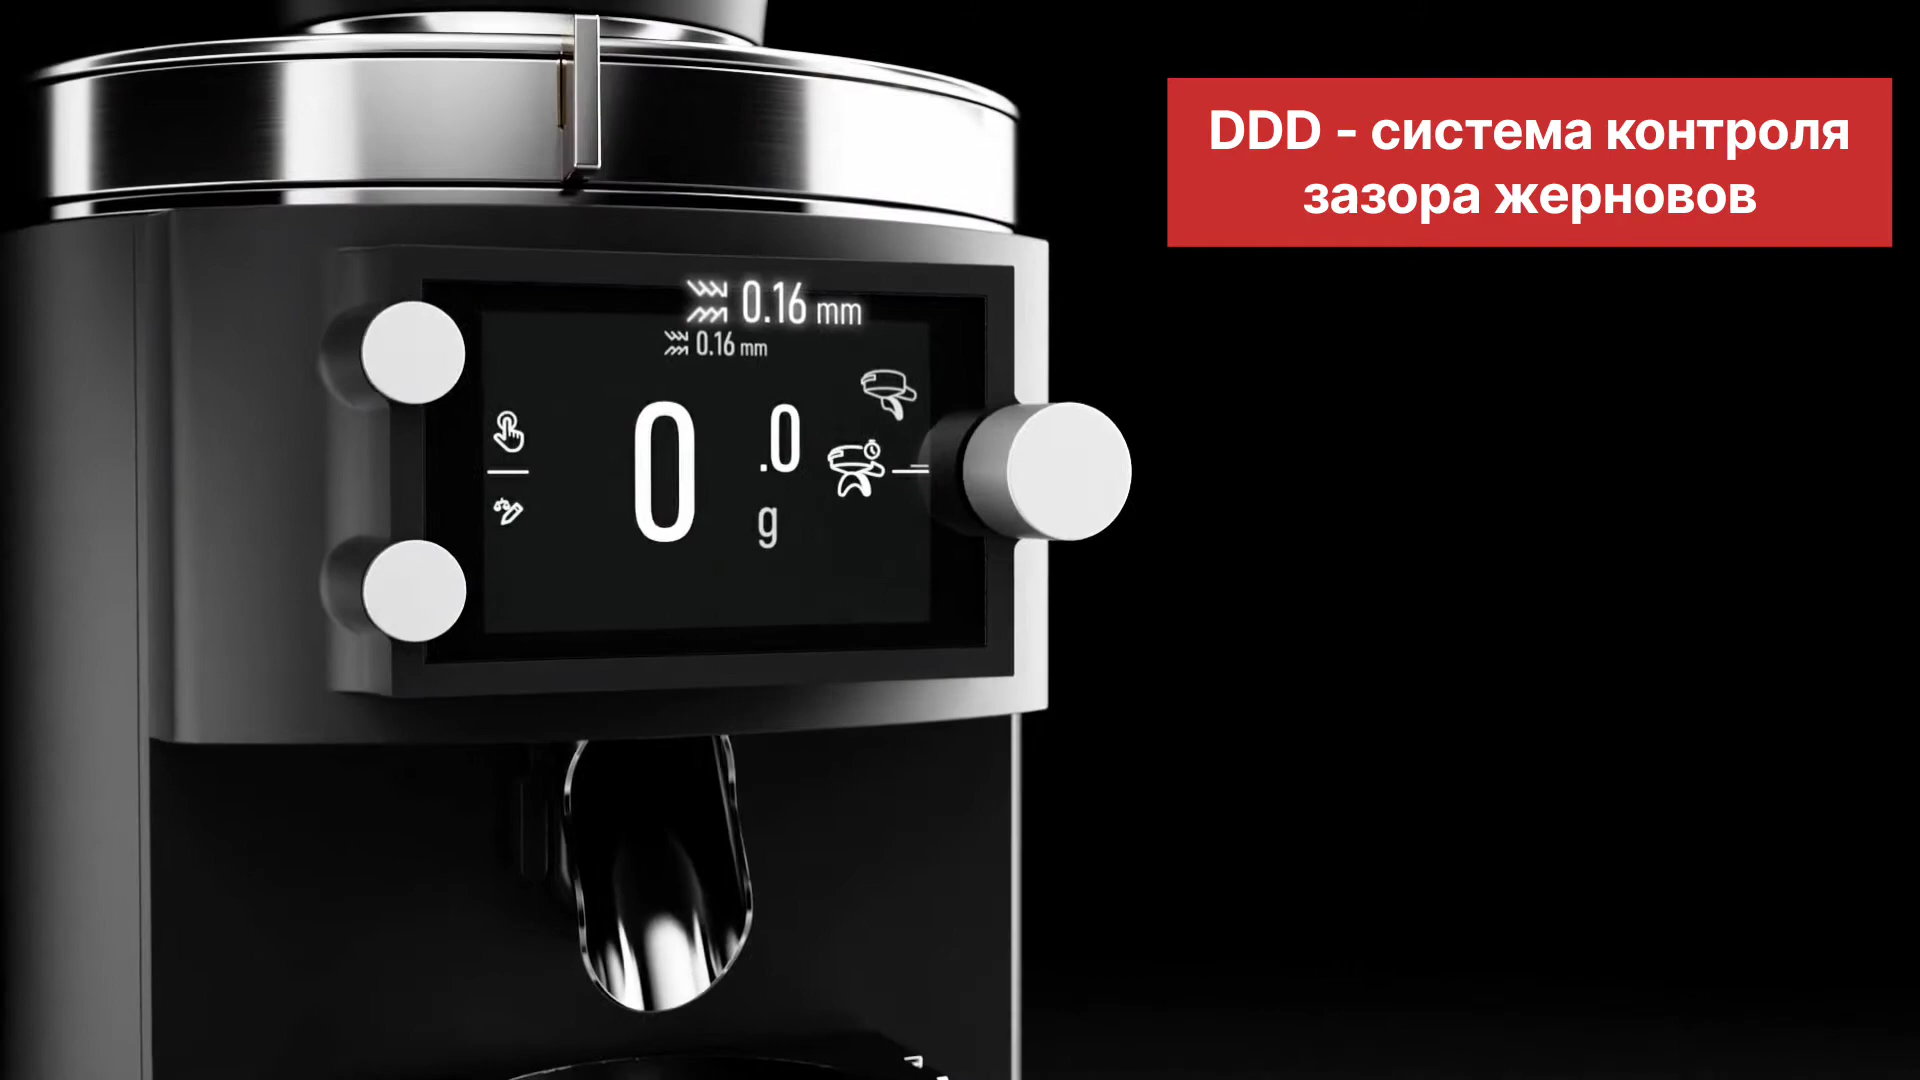 DDD - система контроля
зазора жерновов
0.16 mm
0.16 mm
0.0
g